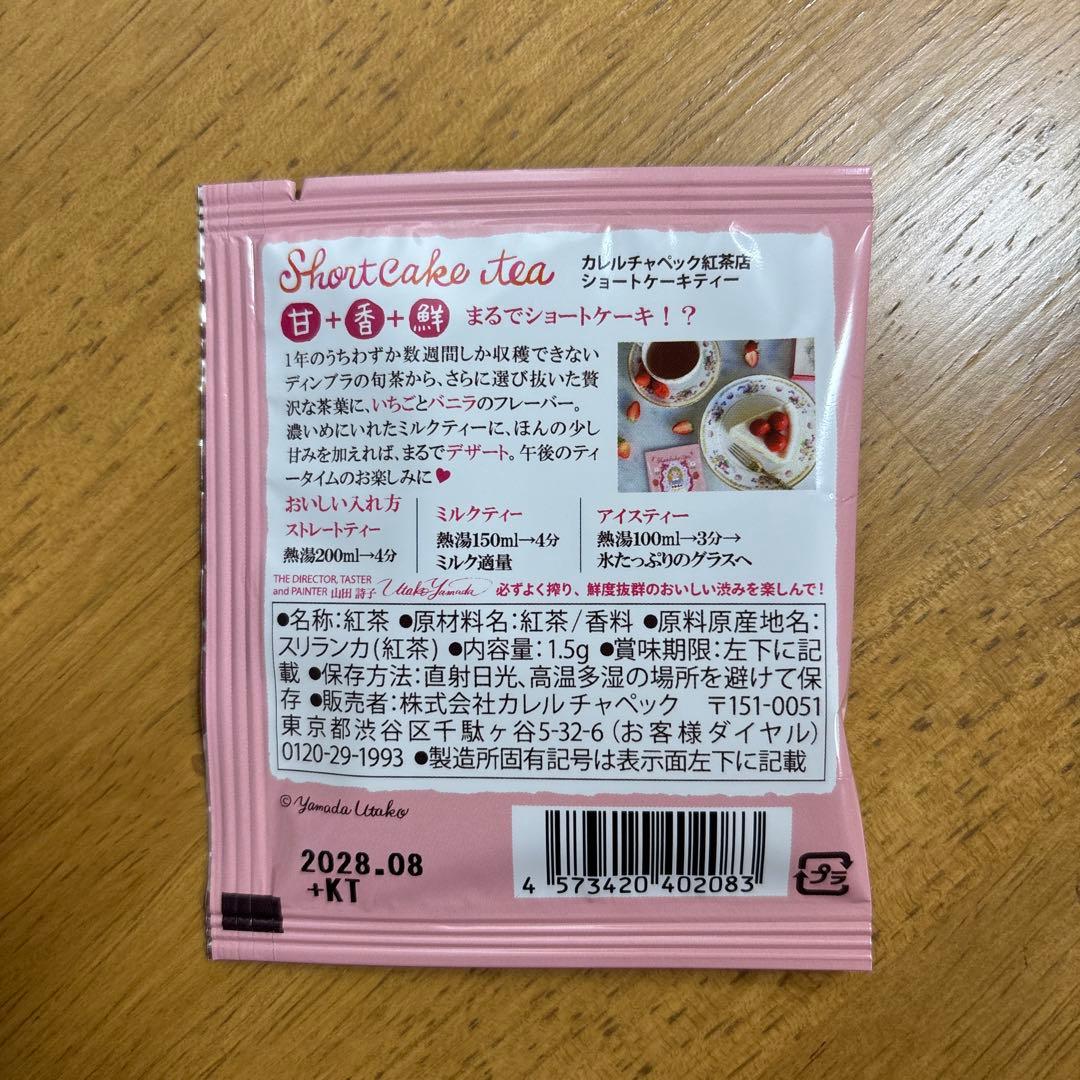 Shortcake tea
カレルチャペック紅茶店
ショートケーキティー
甘+香+鮮 まるでショートケーキ！？
1年のうちわずか数週間しか収穫できない
ディンブラの旬茶から、さらに選び抜いた贅
沢な茶葉に、いちごとバニラのフレーバー。
濃いめにいれたミルクティーに、ほんの少し
甘みを加えれば、まるでデザート。午後のティ
ータイムのお楽しみに♥
おいしい入れ方
ストレートティー
熱湯200ml→4分
ミルクティー
熱湯150ml→4分
ミルク適量
アイスティー
熱湯100ml→3分→
氷たっぷりのグラスへ
THE DIRECTOR, TASTER
and PAINTER 山田 詩子
Utako Yamada
必ずよく搾り、鮮度抜群のおいしい渋みを楽しんで！
●名称：紅茶 ●原材料名：紅茶/香料 ●原料原産地名：
スリランカ(紅茶) ●内容量：1.5g ●賞味期限：左下に記
載 ●保存方法：直射日光、高温多湿の場所を避けて保
存 ●販売者：株式会社カレル チャペック 〒151-0051
東京都渋谷区千駄ヶ谷5-32-6（お客様ダイヤル）
0120-29-1993 ●製造所固有記号は表示面左下に記載
© Yamada Utako
2028.08
+KT
4 573420 402083
プラ